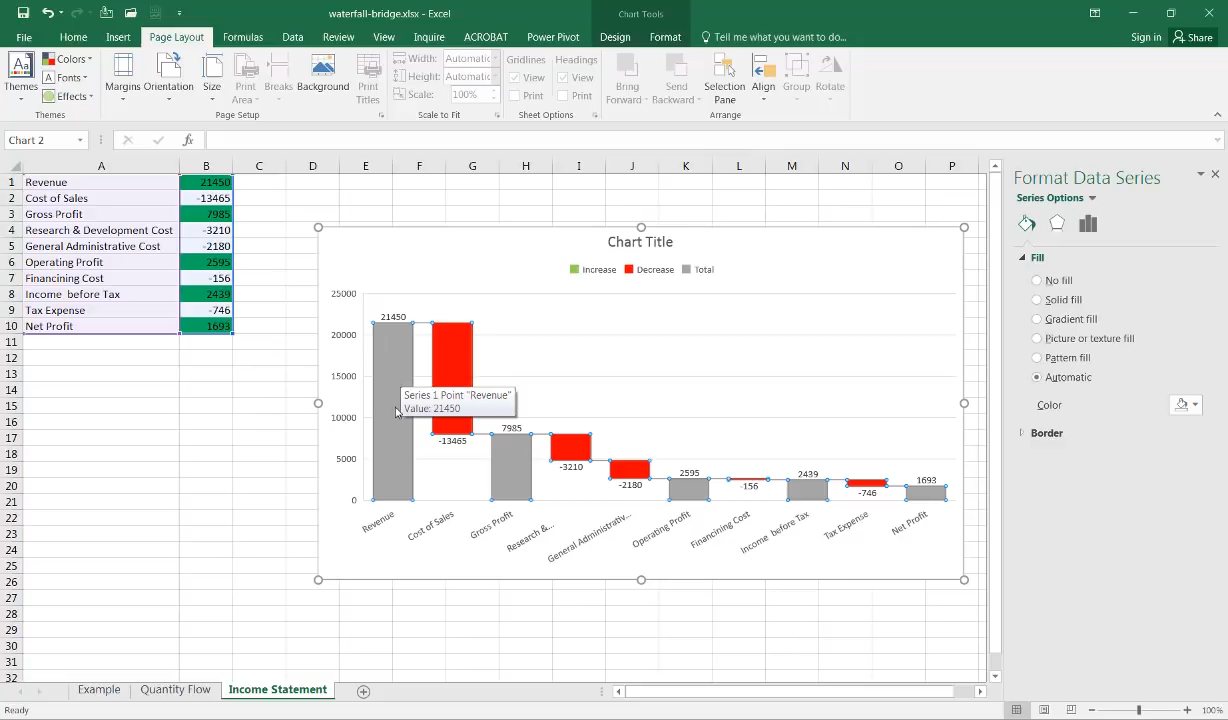 waterfall-bridge.xlsx - Excel
Chart Tools
File Home Insert Page Layout Formulas Data Review View Inquire ACROBAT Power Pivot Design Format Tell me what you want to do... Sign in Share
Themes
Colors
Fonts
Effects
Themes
Margins Orientation Size Print Area Breaks Background Print Titles
Page Setup
Width: Automatic
Height: Automatic
Scale: 100%
Scale to Fit
Gridlines Headings
View View
Print Print
Sheet Options
Bring Forward Send Backward Selection Pane Align Group Rotate
Arrange
Chart 2 fx
A B C D E F G H I J K L M N O P
1 Revenue 21450
2 Cost of Sales -13465
3 Gross Profit 7985
4 Research & Development Cost -3210
5 General Administrative Cost -2180
6 Operating Profit 2595
7 Financining Cost -156
8 Income before Tax 2439
9 Tax Expense -746
10 Net Profit 1693
11
12
13
14
15
16
17
18
19
20
21
22
23
24
25
26
27
28
29
30
31
32
Chart Title
Increase Decrease Total
25000
20000
15000
10000
5000
0
21450
-13465
7985
-3210
-2180
2595
-156
2439
-746
1693
Series 1 Point "Revenue"
Value: 21450
Revenue
Cost of Sales
Gross Profit
Research &...
General Administrativ...
Operating Profit
Financining Cost
Income before Tax
Tax Expense
Net Profit
Format Data Series
Series Options
Fill
No fill
Solid fill
Gradient fill
Picture or texture fill
Pattern fill
Automatic
Color
Border
Example Quantity Flow Income Statement
Ready
100%